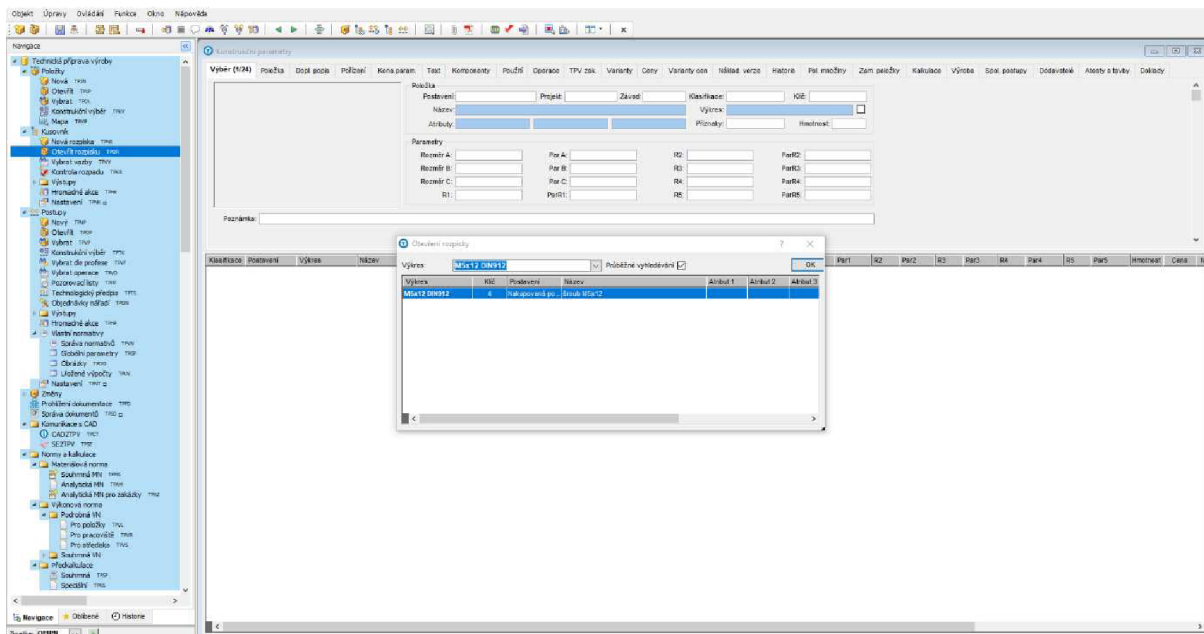 Objekt Úpravy Ovládání Funkce Okno Nápověda
Navigace
Technická příprava výroby
Položky
Nová
Otevřít
Vybrat
Konstrukční výběr
Mapa
Kusovník
Nová rozpiska
Otevřít rozpisku
Vybrat vazby
Kontrola rozpadu
Výstupy
Hromadné akce
Nastavení
Postupy
Nový
Otevřít
Vybrat
Konstrukční výběr
Vybrat dle profese
Vybrat operace
Pozorovací listy
Technologický předpis
Objednávky nářadí
Výstupy
Hromadné akce
Vlastní normativy
Správa normativů
Globální parametry
Obrázky
Uložené výpočty
Nastavení
Změny
Prohlížení dokumentace
Správa dokumentů
Komunikace s CAD
CAD2TPV
SE2TPV
Normy a kalkulace
Materiálová norma
Souhrnná MN
Analytická MN
Analytická MN pro zakázky
Výkonová norma
Podrobná VN
Pro položky
Pro pracoviště
Pro střediska
Souhrnná VN
Předkalkulace
Souhrnná
Speciální
Navigace Oblíbené Historie
Konstrukční parametry
Výběr (1/24) Položka Dopl. popis Pořízení Kons.param. Text Komponenty Použití Operace TPV zak. Varianty Ceny Varianty cen Náklad. verze Historie Pol. množiny Zam. položky Kalkulace Výroba Spol. postupy Dodavatelé Atesty a šavby Doklady
Položka
Postavení: Projekt: Závod: Klasifikace: Klíč:
Název: Výkres:
Atributy: Příznaky: Hmotnost:
Parametry
Rozměr A: Par A: R2: ParR2:
Rozměr B: Par B: R3: ParR3:
Rozměr C: Par C: R4: ParR4:
R1: ParR1: R5: ParR5:
Poznámka:
Klasifikace Postavení Výkres Název Par1 R2 Par2 R3 Par3 R4 Par4 R5 Par5 Hmotnost Cena
Otevření rozpisky ? ×
Výkres M5x12 DIN912 Průběžné vyhledávání OK
Výkres Klíč Postavení Název Atribut 1 Atribut 2 Atribut 3
M5x12 DIN912 4 Nakupovaná po... Šroub M5x12